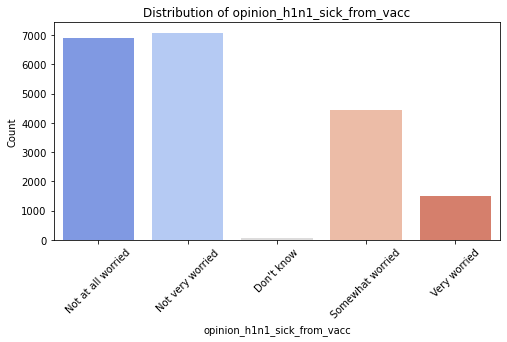 Distribution of opinion_h1n1_sick_from_vacc
Count
7000
6000
5000
4000
3000
2000
1000
0
Not at all worried
Not very worried
Don't know
Somewhat worried
Very worried
opinion_h1n1_sick_from_vacc